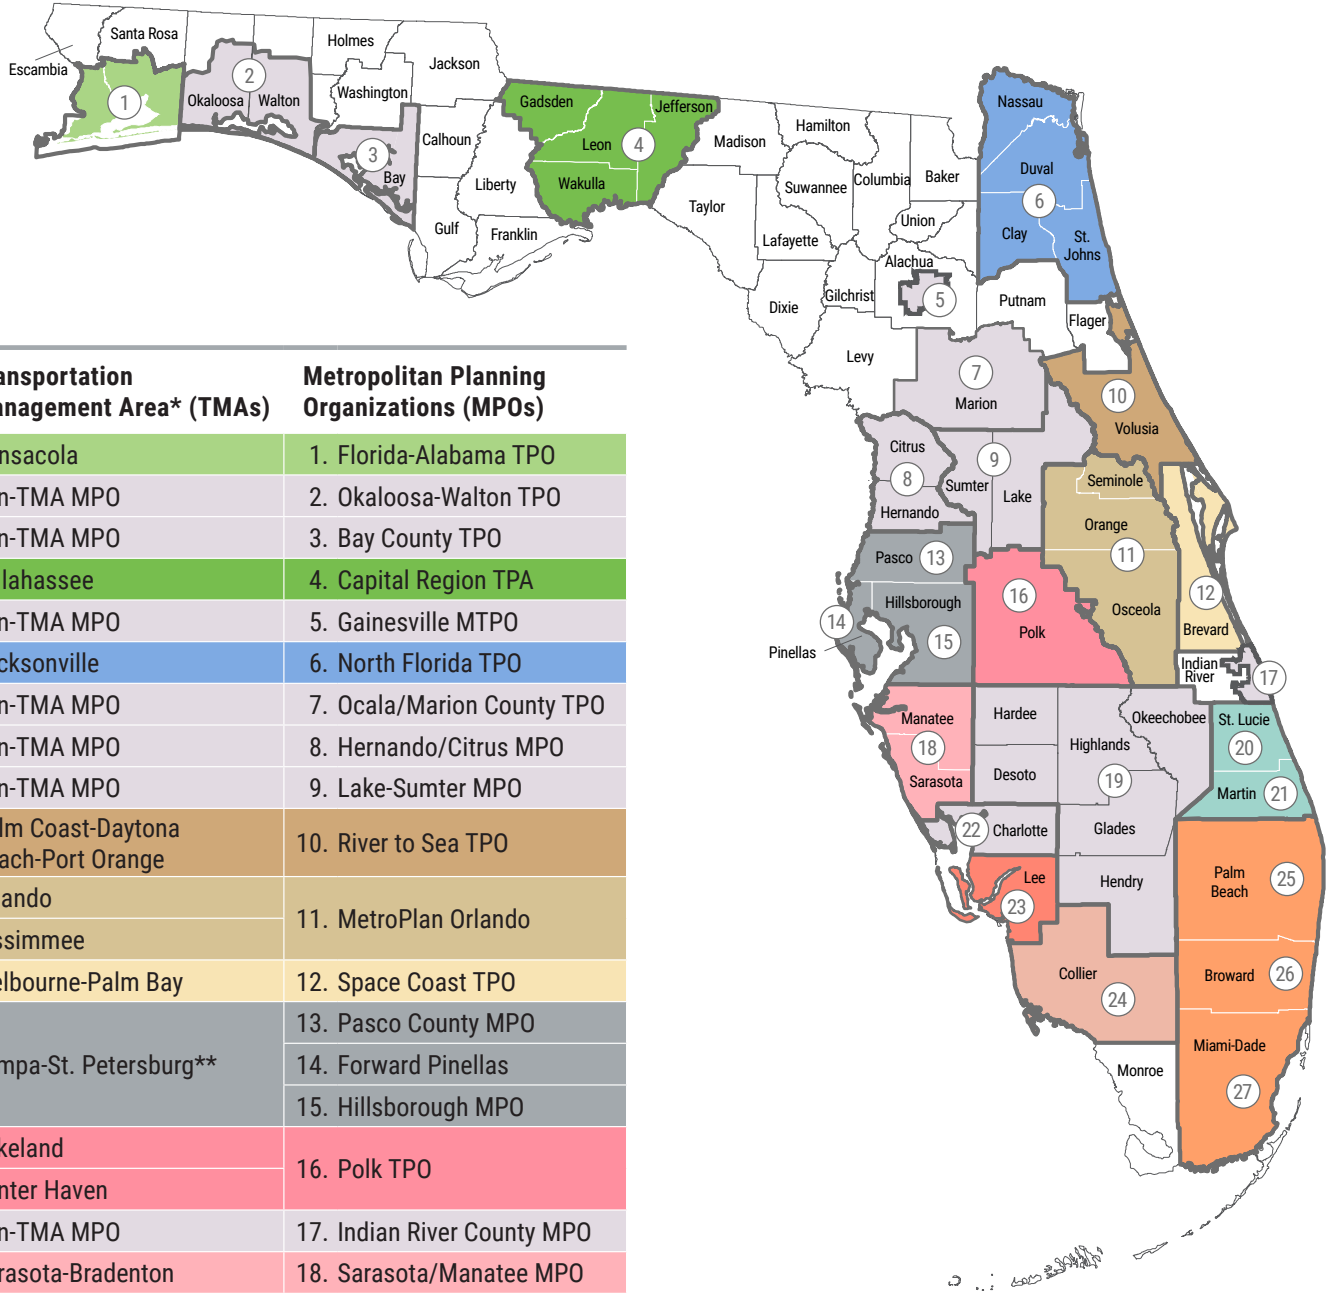 Santa Rosa
Escambia
1
2
Okaloosa
Walton
Holmes
Washington
Jackson
3
Bay
Calhoun
Gulf
Liberty
Franklin
Gadsden
Jefferson
Leon
4
Wakulla
Madison
Taylor
Hamilton
Suwannee
Columbia
Baker
Union
Lafayette
Alachua
5
Dixie
Gilchrist
Levy
Nassau
Duval
6
Clay
St.
Johns
Putnam
Flager
7
Marion
10
Volusia
Citrus
8
Hernando
9
Sumter
Lake
Seminole
Orange
11
Osceola
12
Brevard
Pasco
13
14
Hillsborough
15
Pinellas
16
Polk
Indian
River
17
Manatee
18
Sarasota
Hardee
Desoto
Highlands
Okeechobee
19
Glades
St. Lucie
20
Martin
21
22
Charlotte
Lee
23
Hendry
Palm
Beach
25
Collier
24
Broward
26
Miami-Dade
27
Monroe
ansportation
anagement Area* (TMAs)
Metropolitan Planning
Organizations (MPOs)
nsacola 1. Florida-Alabama TPO
n-TMA MPO 2. Okaloosa-Walton TPO
n-TMA MPO 3. Bay County TPO
llahassee 4. Capital Region TPA
n-TMA MPO 5. Gainesville MTPO
cksonville 6. North Florida TPO
n-TMA MPO 7. Ocala/Marion County TPO
n-TMA MPO 8. Hernando/Citrus MPO
n-TMA MPO 9. Lake-Sumter MPO
lm Coast-Daytona
ach-Port Orange
10. River to Sea TPO
ando
ssimmee
11. MetroPlan Orlando
elbourne-Palm Bay 12. Space Coast TPO
mpa-St. Petersburg**
13. Pasco County MPO
14. Forward Pinellas
15. Hillsborough MPO
keland
nter Haven
16. Polk TPO
n-TMA MPO 17. Indian River County MPO
rasota-Bradenton 18. Sarasota/Manatee MPO